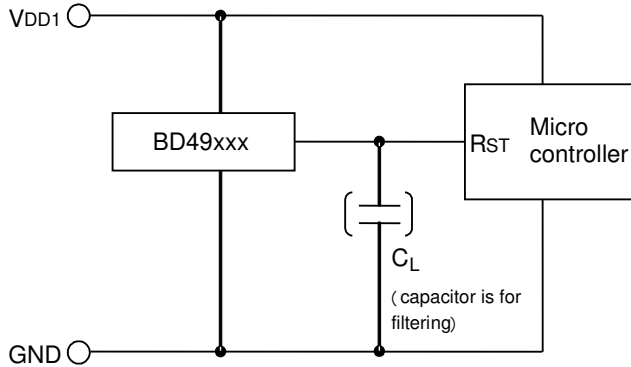 VDD1
BD49xxx
RST
Micro
controller
CL
( capacitor is for
filtering)
GND